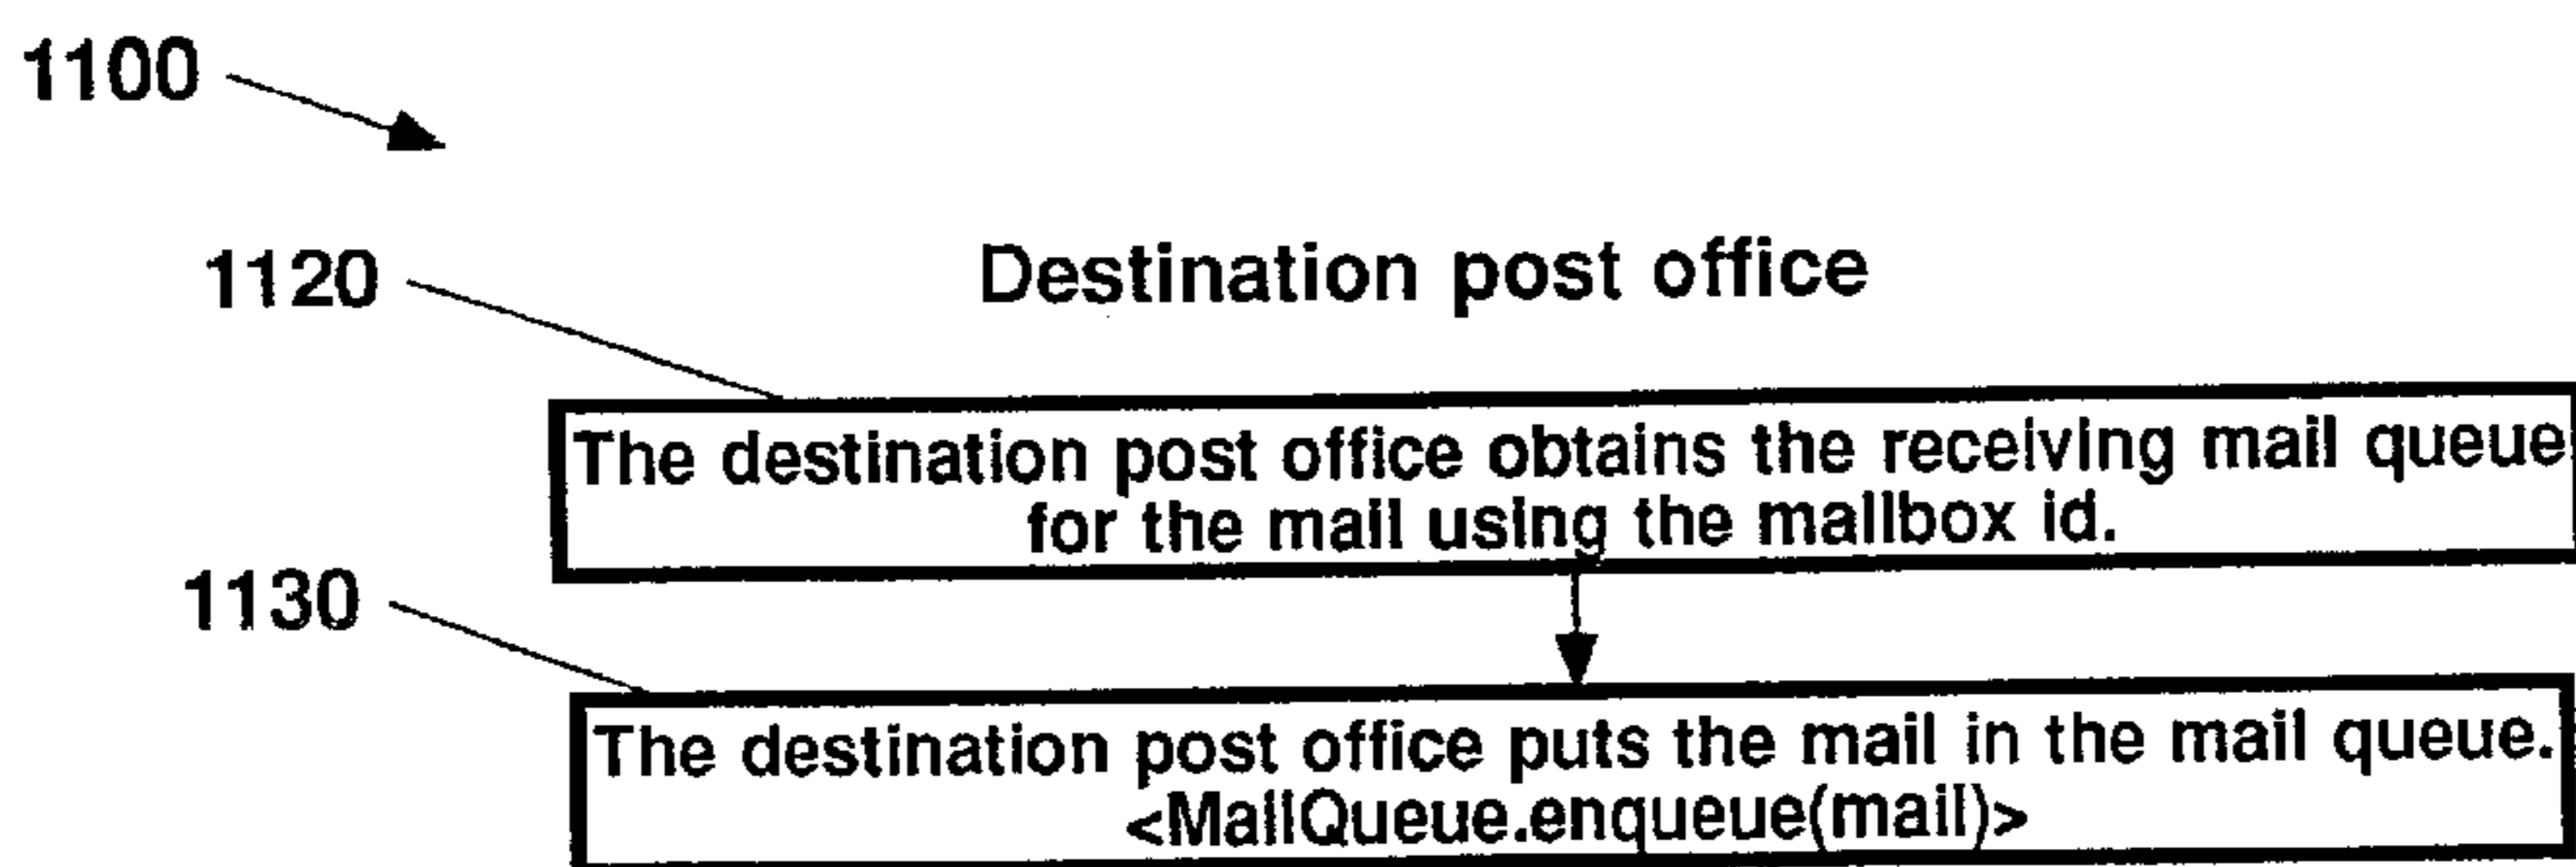 1100
1120
Destination post office
The destination post office obtains the receiving mail queue
for the mail using the mailbox id.
1130
The destination post office puts the mail in the mail queue.
<MailQueue.enqueue(mail)>